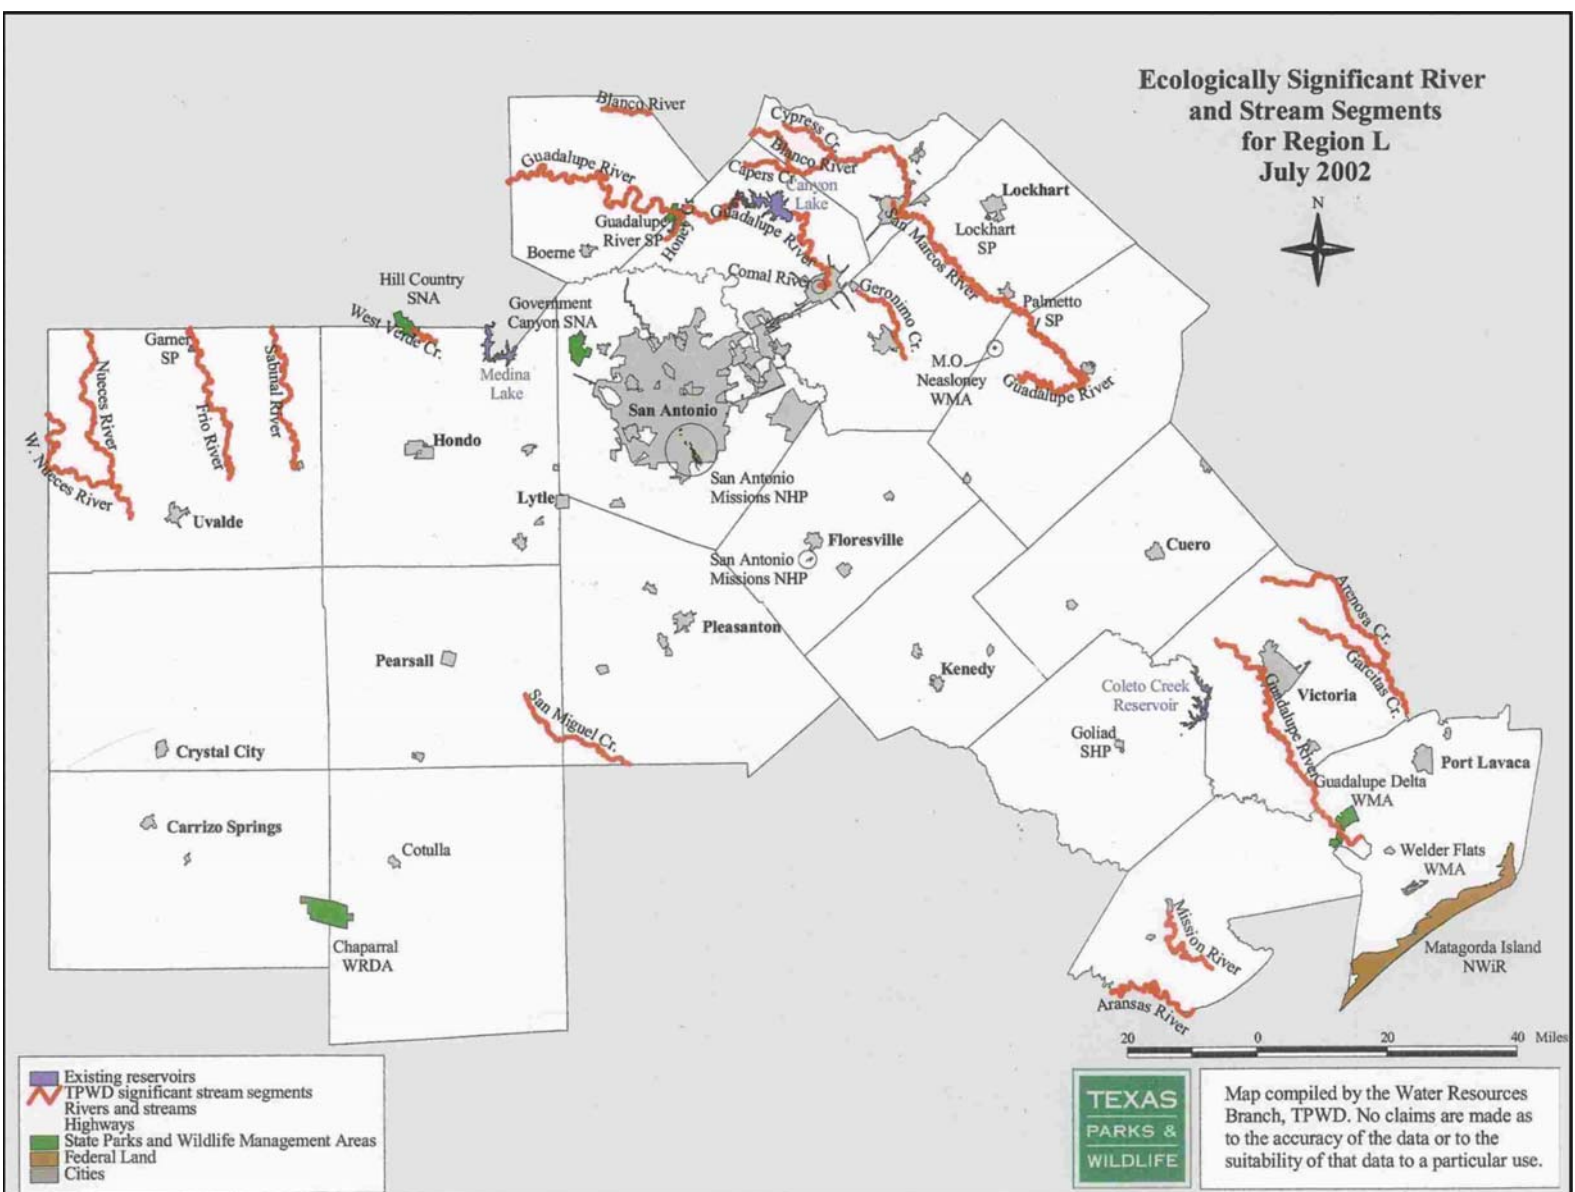 Ecologically Significant River
and Stream Segments
for Region L
July 2002
N
Blanco River
Cypress Cr.
Blanco River
Guadalupe River
Capers Cr.
Canyon
Lake
Lockhart
Lockhart
SP
Guadalupe
River SP
Honey Cr.
Guadalupe River
San Marcos River
Boerne
Comal River
Geronimo Cr.
Palmetto
SP
Hill Country
SNA
West Verde Cr.
Government
Canyon SNA
Medina
Lake
Garner
SP
Nueces River
Frio River
Sabinal River
W. Nueces River
M.O.
Neasloney
WMA
Guadalupe River
San Antonio
Hondo
San Antonio
Missions NHP
Lytle
Uvalde
Floresville
San Antonio
Missions NHP
Cuero
Pleasanton
Arenosa Cr.
Garcitas Cr.
Pearsall
Kenedy
Coleto Creek
Reservoir
Victoria
Guadalupe River
San Miguel Cr.
Goliad
SHP
Crystal City
Port Lavaca
Guadalupe Delta
WMA
Carrizo Springs
Cotulla
Welder Flats
WMA
Chaparral
WRDA
Mission River
Matagorda Island
NWiR
Aransas River
20 0 20 40 Miles
Existing reservoirs
TPWD significant stream segments
Rivers and streams
Highways
State Parks and Wildlife Management Areas
Federal Land
Cities
TEXAS
PARKS &
WILDLIFE
Map compiled by the Water Resources
Branch, TPWD. No claims are made as
to the accuracy of the data or to the
suitability of that data to a particular use.